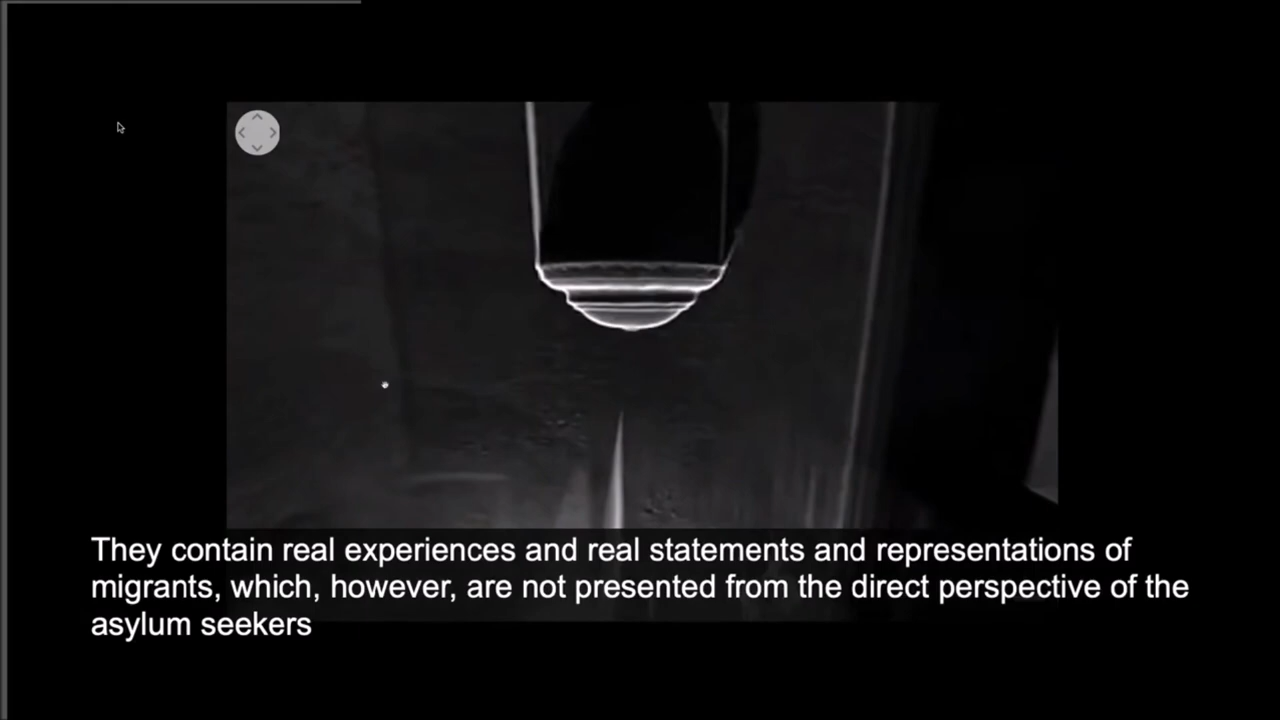 They contain real experiences and real statements and representations of
migrants, which, however, are not presented from the direct perspective of the
asylum seekers